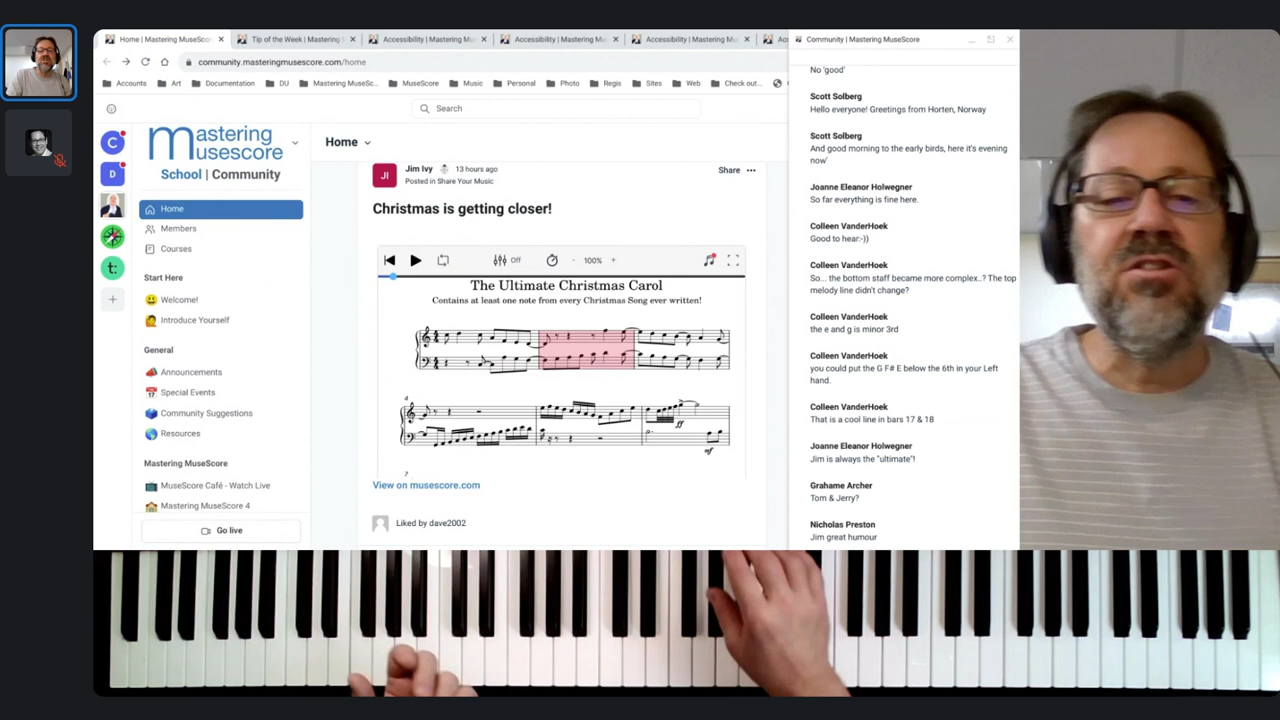 Home | Mastering MuseSco
Tip of the Week | Mastering
Accessibility | Mastering Mu
Accessibility | Mastering Mu
Accessibility | Mastering Mu
Community | Mastering MuseScore
community.masteringmusescore.com/home
Accounts
Art
Documentation
DU
Mastering MuseSc...
MuseScore
Music
Personal
Photo
Regis
Sites
Web
Check out...
Search
C
D
t:
Mastering
Musescore
School | Community
Home
Members
Courses
Start Here
Welcome!
Introduce Yourself
General
Announcements
Special Events
Community Suggestions
Resources
Mastering MuseScore
MuseScore Café - Watch Live
Mastering MuseScore 4
Go live
Home
JI
Jim Ivy
13 hours ago
Posted in Share Your Music
Share
Christmas is getting closer!
Off
- 100% +
The Ultimate Christmas Carol
Contains at least one note from every Christmas Song ever written!
4
ff
mf
7
View on musescore.com
Liked by dave2002
No 'good'
Scott Solberg
Hello everyone! Greetings from Horten, Norway
Scott Solberg
And good morning to the early birds, here it's evening
now'
Joanne Eleanor Holwegner
So far everything is fine here.
Colleen VanderHoek
Good to hear:-))
Colleen VanderHoek
So... the bottom staff became more complex..? The top
melody line didn't change?
Colleen VanderHoek
the e and g is minor 3rd
Colleen VanderHoek
you could put the G F# E below the 6th in your Left
hand.
Colleen VanderHoek
That is a cool line in bars 17 & 18
Joanne Eleanor Holwegner
Jim is always the "ultimate"!
Grahame Archer
Tom & Jerry?
Nicholas Preston
Jim great humour